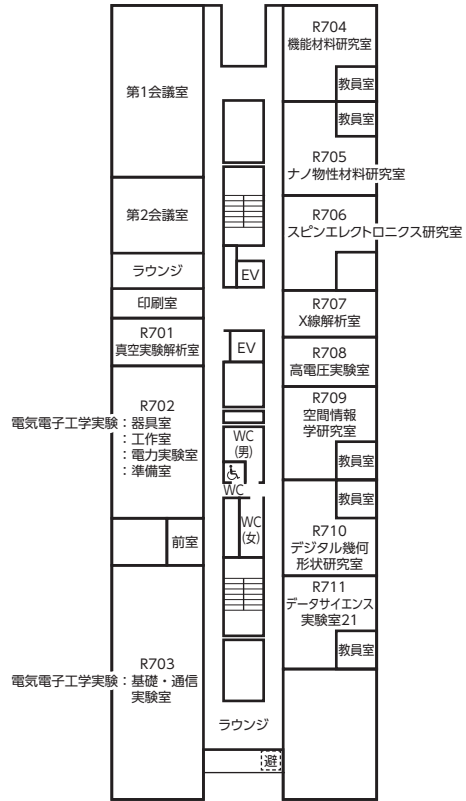 第1会議室
第2会議室
ラウンジ
印刷室
R701
真空実験解析室
R702
電気電子工学実験：器具室
：工作室
：電力実験室
：準備室
前室
R703
電気電子工学実験：基礎・通信
実験室
EV
EV
WC
(男)
WC
WC
(女)
ラウンジ
避
R704
機能材料研究室
教員室
教員室
R705
ナノ物性材料研究室
R706
スピンエレクトロニクス研究室
R707
X線解析室
R708
高電圧実験室
R709
空間情報
学研究室
教員室
教員室
R710
デジタル幾何
形状研究室
R711
データサイエンス
実験室21
教員室